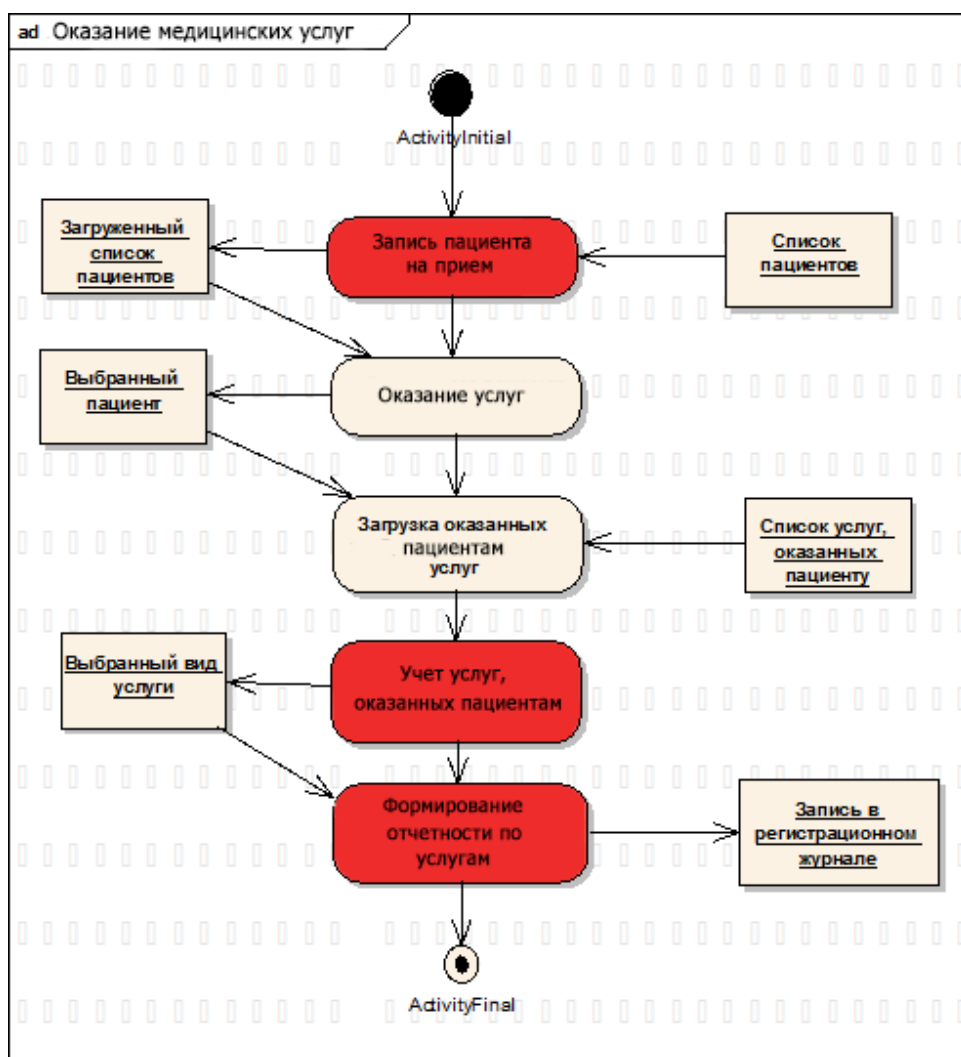 ad Оказание медицинских услуг
ActivityInitial
Загруженный
список
пациентов
Запись пациента
на прием
Список
пациентов
Выбранный
пациент
Оказание услуг
Загрузка оказанных
пациентам
услуг
Список услуг,
оказанных
пациенту
Выбранный вид
услуги
Учет услуг,
оказанных пациентам
Формирование
отчетности по
услугам
Запись в
регистрационном
журнале
ActivityFinal